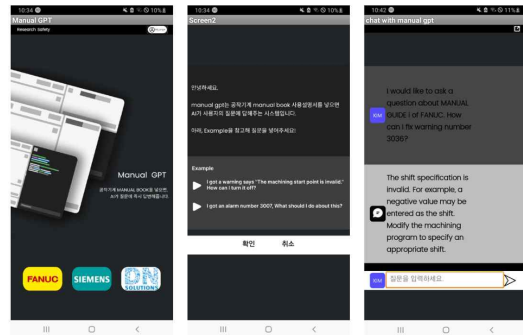 10:34
10%
Manual GPT
Research Safety
Manual GPT
공작기계 MANUAL BOOK을 넣으면,
AI가 질문에 즉시 답변해줍니다.
FANUC
SIEMENS
DN
SOLUTIONS
10:34
10%
Screen2
안녕하세요.
manual gpt는 공작기계 manual book 사용설명서를 넣으면
AI가 사용자의 질문에 답해주는 시스템입니다.
아래, Example을 참고해 질문을 넣어주세요!
Example
I got a warning says "The machining start point is invalid."
How can I turn it off?
I got an alarm number 3007, What should I do about this?
확인 취소
10:42
11%
chat with manual gpt
I would like to ask a
question about MANUAL
GUIDE i of FANUC. How
can I fix warning number
3036?
KIM
The shift specification is
invalid. For example, a
negative value may be
entered as the shift.
Modify the machining
program to specify an
appropriate shift.
KIM
질문을 입력하세요.